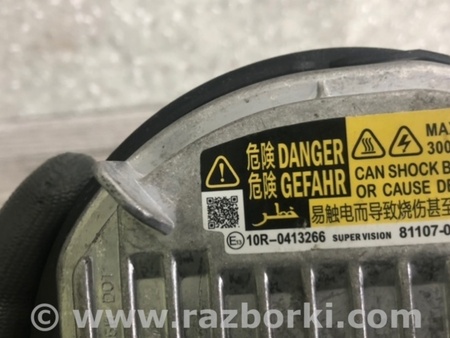 危険 DANGER
危険 GEFAHR
خطر
MAX
300
CAN SHOCK B
OR CAUSE DE
易触电而导致烧伤甚至
10R-0413266 SUPER VISION 81107-0
DOT
www.razborki.com